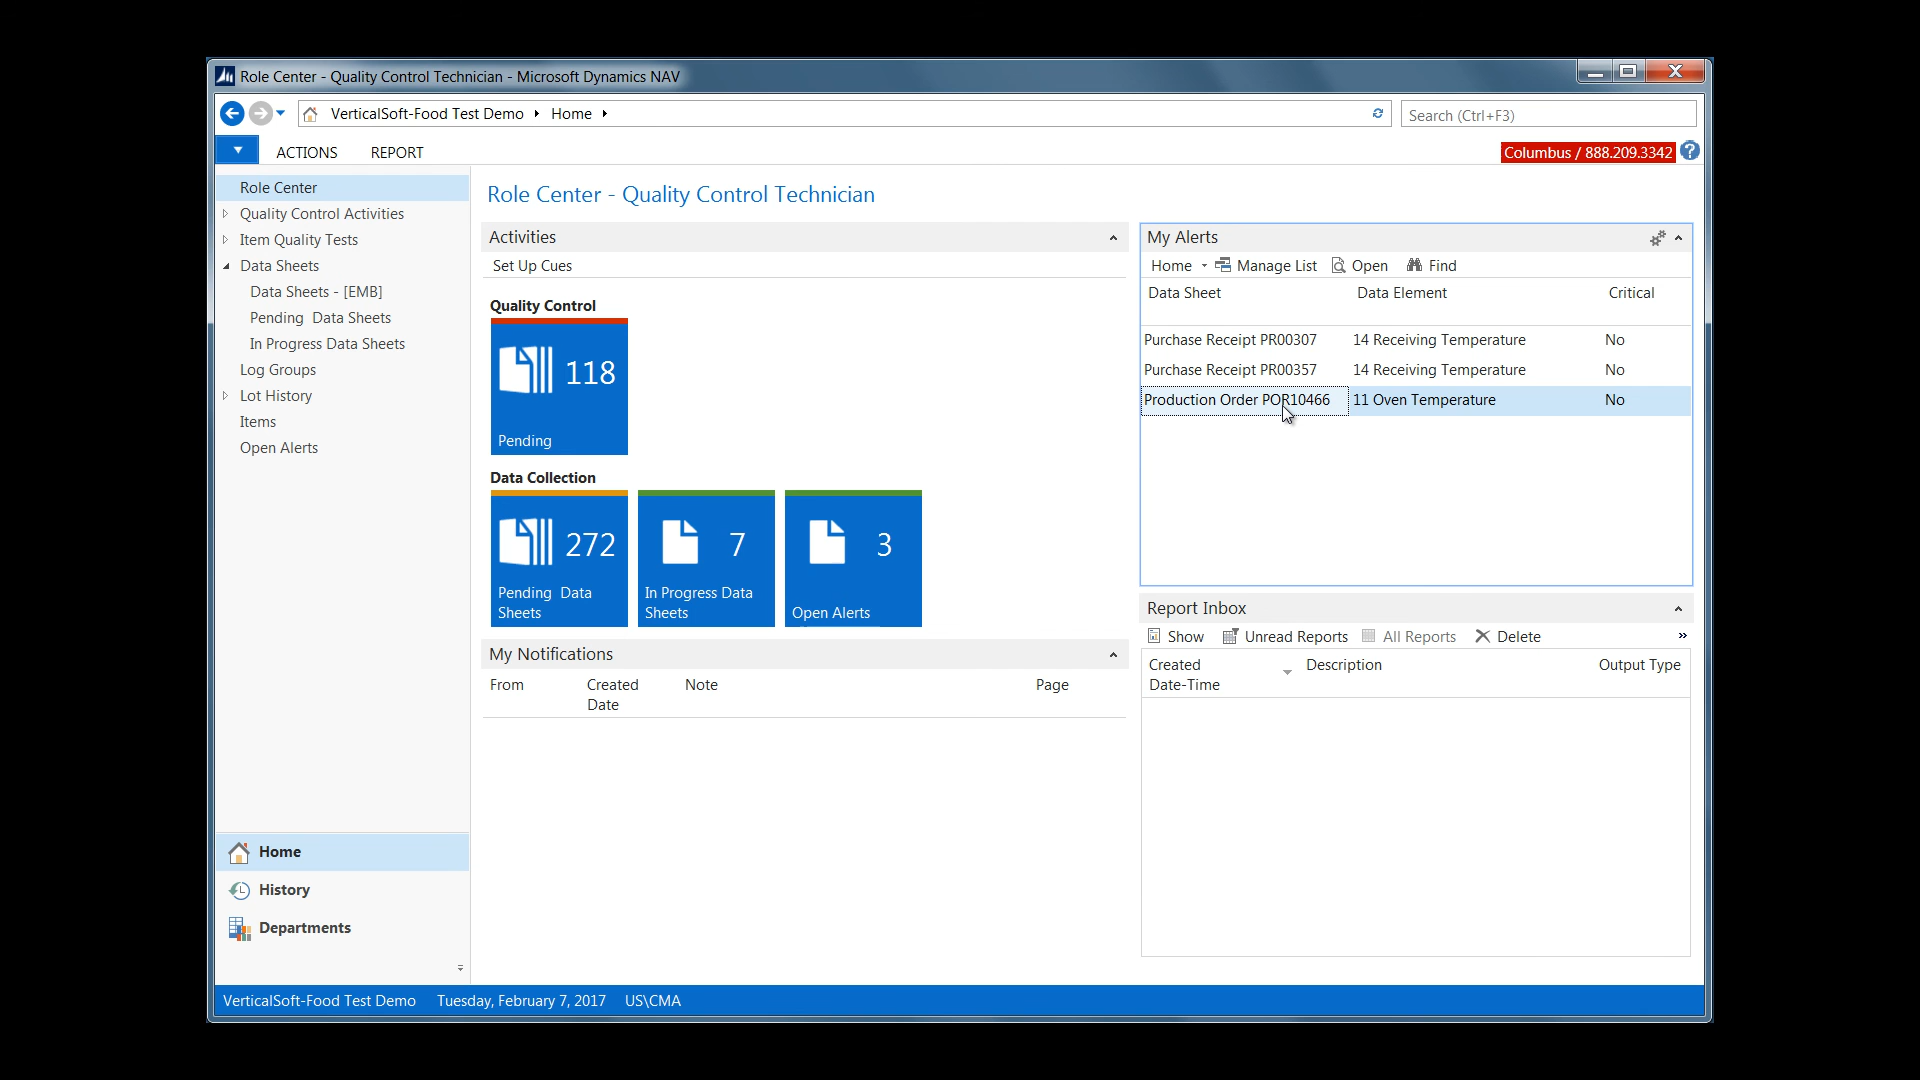 Role Center - Quality Control Technician - Microsoft Dynamics NAV
VerticalSoft-Food Test Demo
Home
Search (Ctrl+F3)
ACTIONS
REPORT
Columbus / 888.209.3342
?
Role Center
Quality Control Activities
Item Quality Tests
Data Sheets
Data Sheets - [EMB]
Pending Data Sheets
In Progress Data Sheets
Log Groups
Lot History
Items
Open Alerts
Home
History
Departments
Role Center - Quality Control Technician
Activities
Set Up Cues
Quality Control
118
Pending
Data Collection
272
Pending Data
Sheets
7
In Progress Data
Sheets
3
Open Alerts
My Notifications
From
Created
Date
Note
Page
My Alerts
Home
Manage List
Open
Find
Data Sheet Data Element Critical
Purchase Receipt PR00307 14 Receiving Temperature No
Purchase Receipt PR00357 14 Receiving Temperature No
Production Order POR10466 11 Oven Temperature No
Report Inbox
Show
Unread Reports
All Reports
Delete
»
Created
Date-Time
Description
Output Type
VerticalSoft-Food Test Demo Tuesday, February 7, 2017 US\CMA